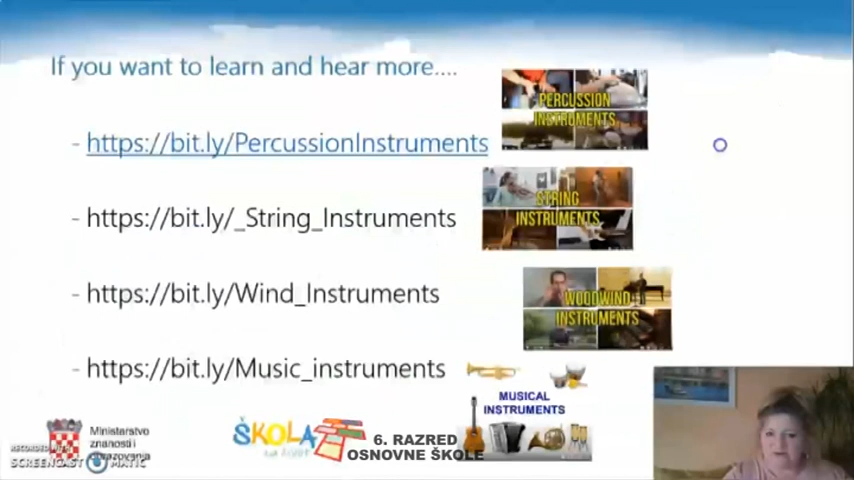 If you want to learn and hear more....
- https://bit.ly/PercussionInstruments
PERCUSSION
INSTRUMENTS
- https://bit.ly/_String_Instruments
STRING
INSTRUMENTS
- https://bit.ly/Wind_Instruments
WOODWIND
INSTRUMENTS
- https://bit.ly/Music_instruments
MUSICAL
INSTRUMENTS
Ministarstvo
znanosti i
obrazovanja
RECORDED WITH
SCREENCAST MATIC
ŠKOLA
6. RAZRED
OSNOVNE ŠKOLE